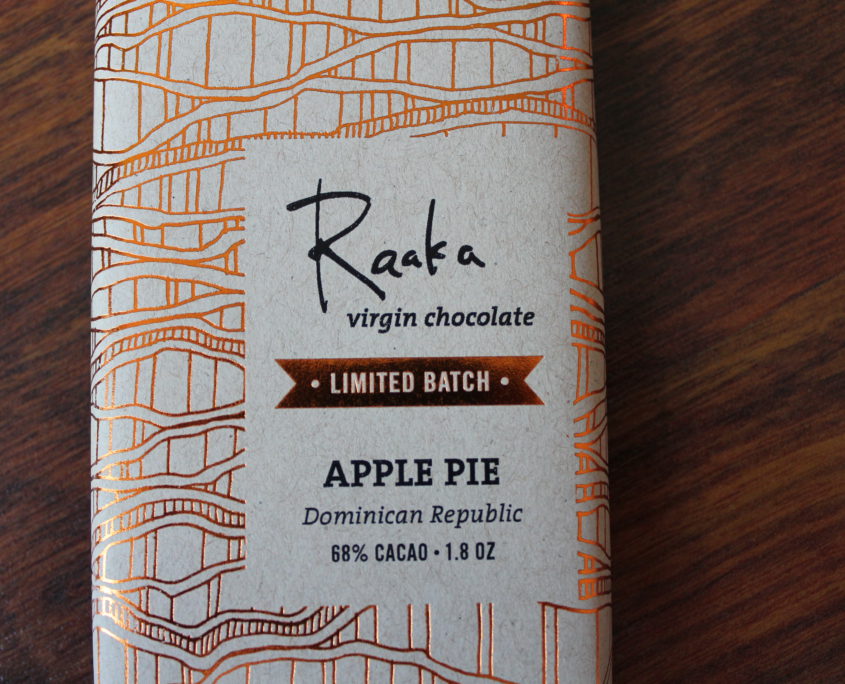 Raaka
virgin chocolate
• LIMITED BATCH •
APPLE PIE
Dominican Republic
68% CACAO • 1.8 OZ